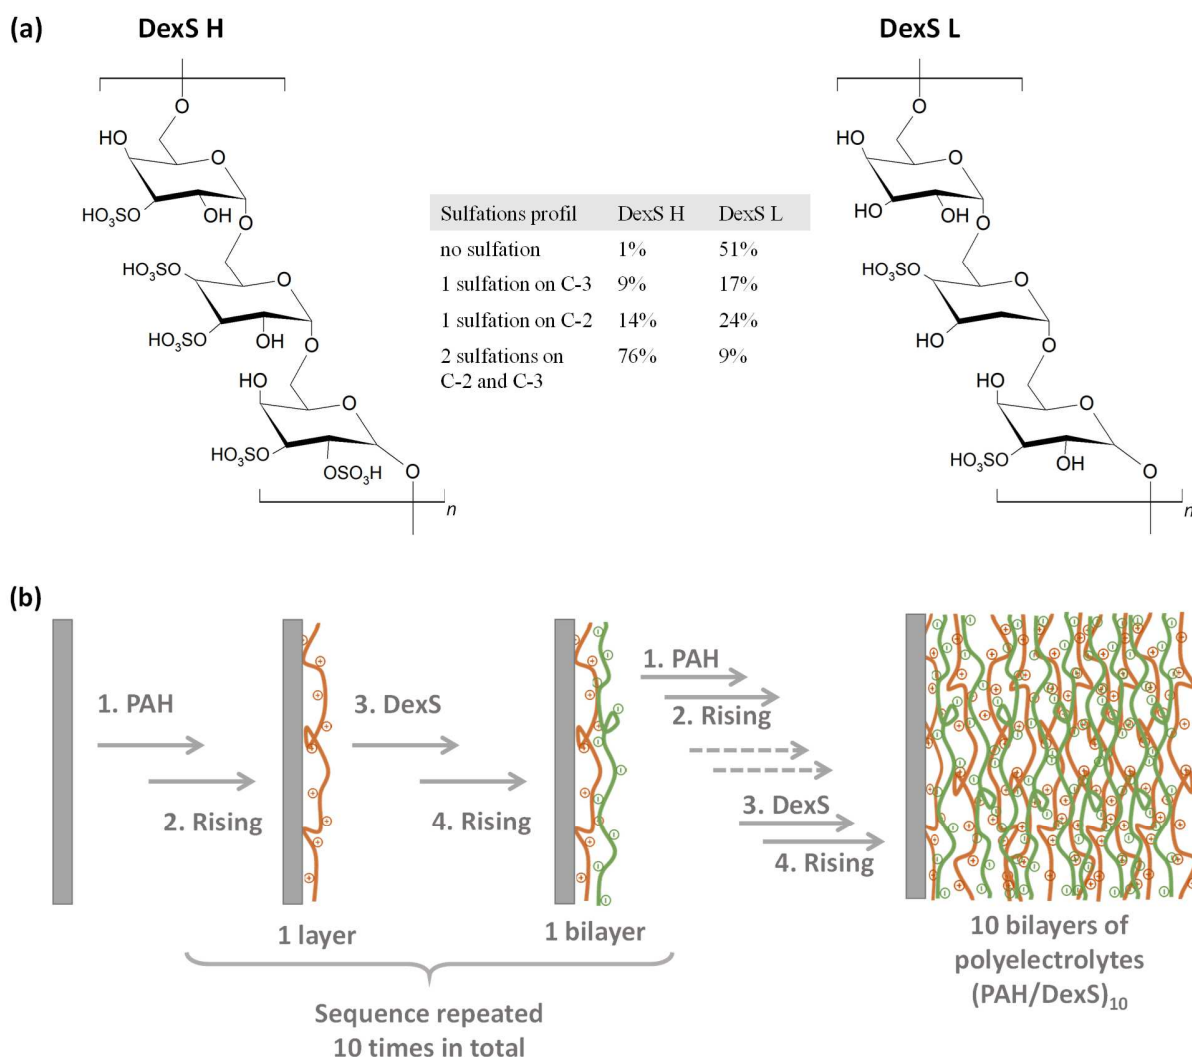 (a)
DexS H
DexS L
O
HO
O
HO₃SO
OH
O
HO₃SO
O
HO₃SO
OH
O
HO
O
HO₃SO
OSO₃H
O
n
Sulfations profil DexS H DexS L
no sulfation 1% 51%
1 sulfation on C-3 9% 17%
1 sulfation on C-2 14% 24%
2 sulfations on 76% 9%
C-2 and C-3
O
HO
O
HO
OH
O
HO₃SO
O
HO
O
HO
O
HO₃SO
OH
O
n
(b)
1. PAH
2. Rising
3. DexS
4. Rising
1. PAH
2. Rising
3. DexS
4. Rising
1 layer
1 bilayer
10 bilayers of
polyelectrolytes
(PAH/DexS)₁₀
Sequence repeated
10 times in total